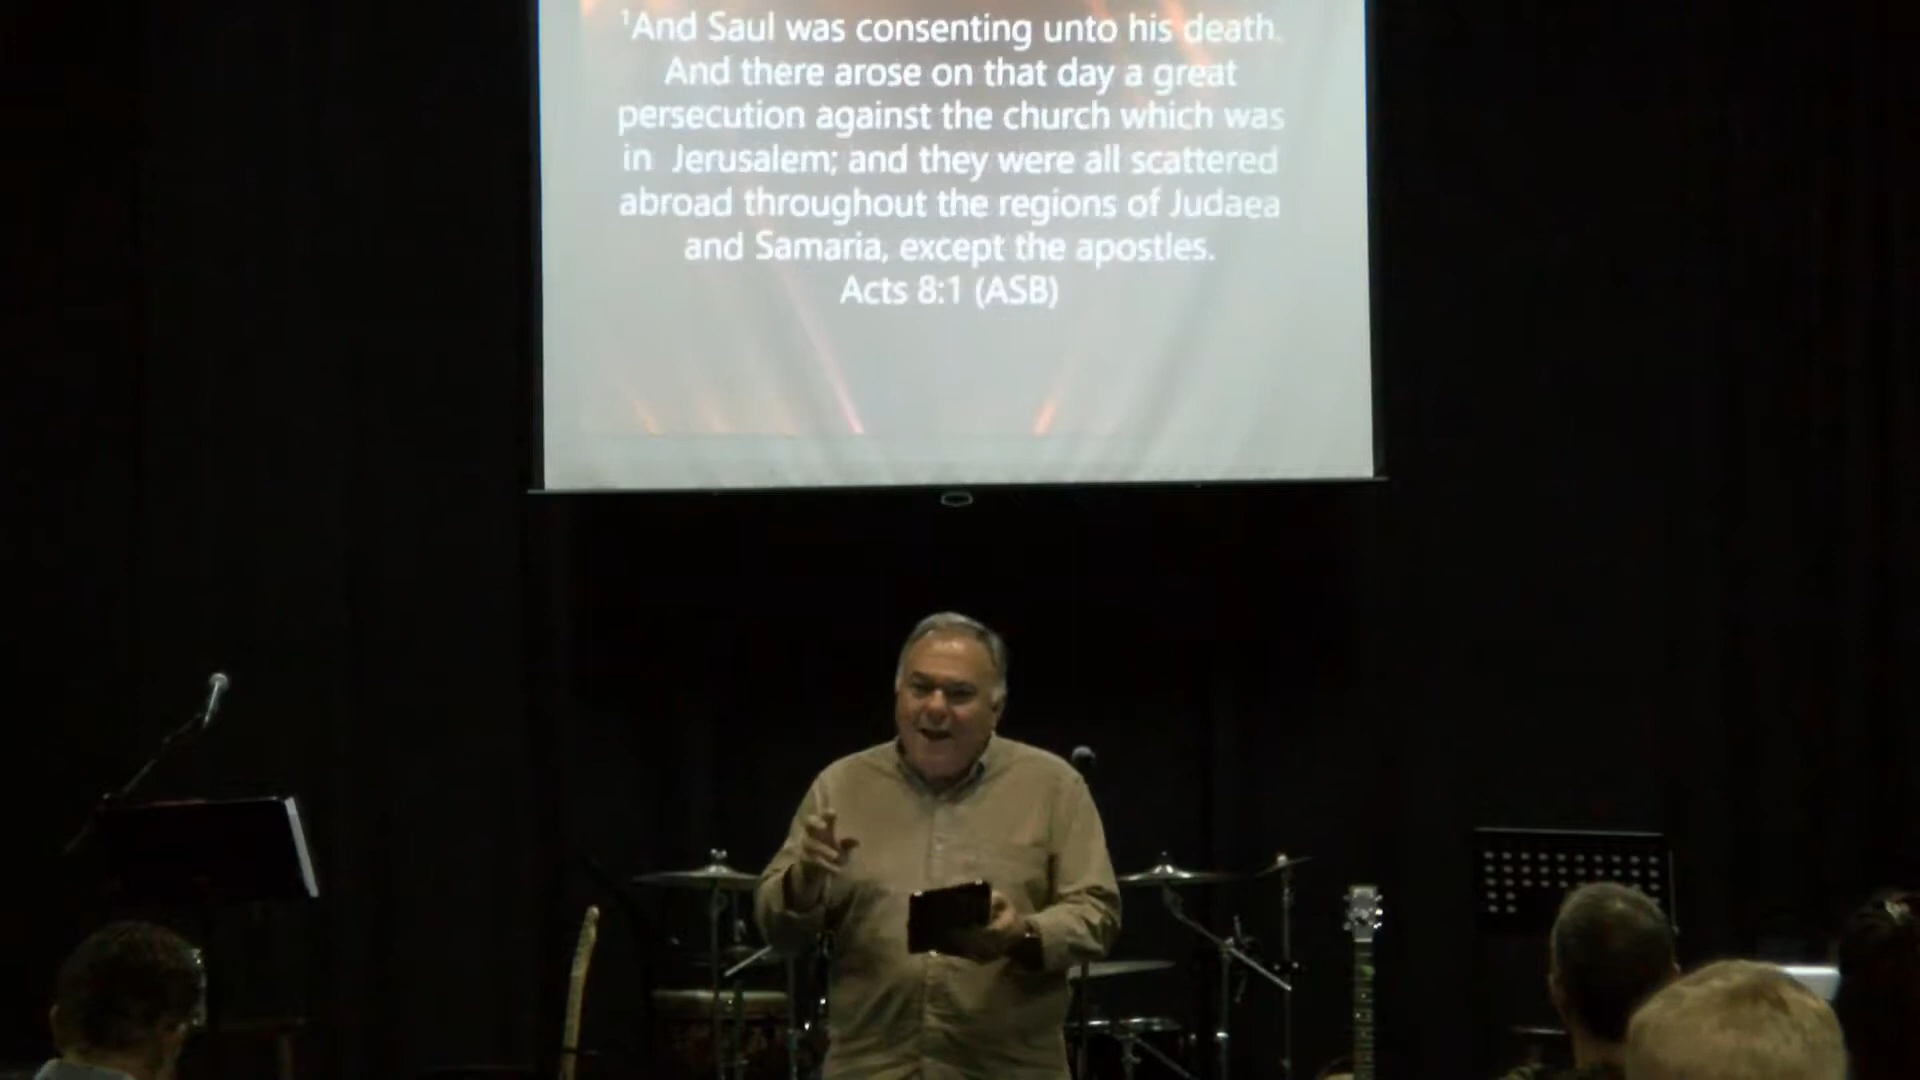 ¹And Saul was consenting unto his death.
And there arose on that day a great
persecution against the church which was
in Jerusalem; and they were all scattered
abroad throughout the regions of Judaea
and Samaria, except the apostles.
Acts 8:1 (ASB)